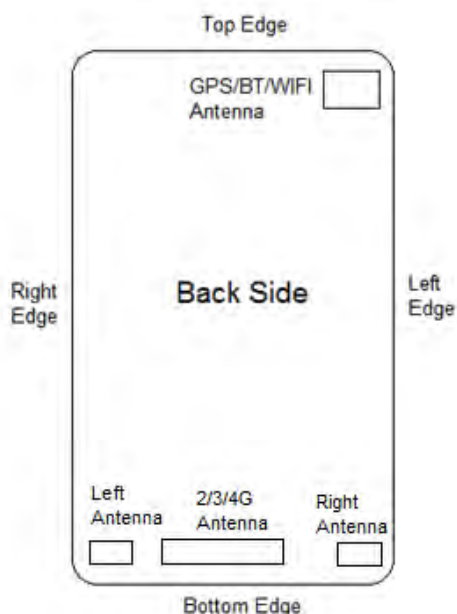 Top Edge
GPS/BT/WIFI
Antenna
Right
Edge
Back Side
Left
Edge
Left
Antenna
2/3/4G
Antenna
Right
Antenna
Bottom Edge